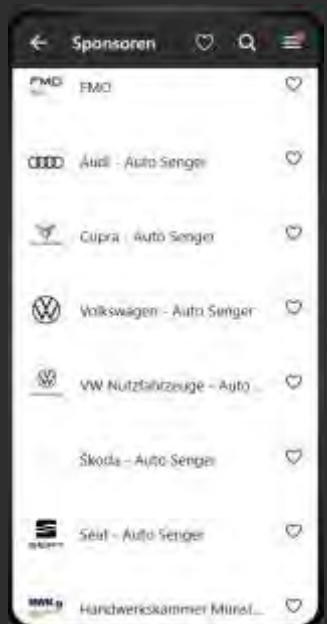 Sponsoren
FMO
FMO
Audi - Auto Senger
Cupra - Auto Senger
Volkswagen - Auto Senger
VW Nutzfahrzeuge - Auto ...
Škoda - Auto Senger
SEAT
Seat - Auto Senger
HWK
Handwerkskammer Münst...